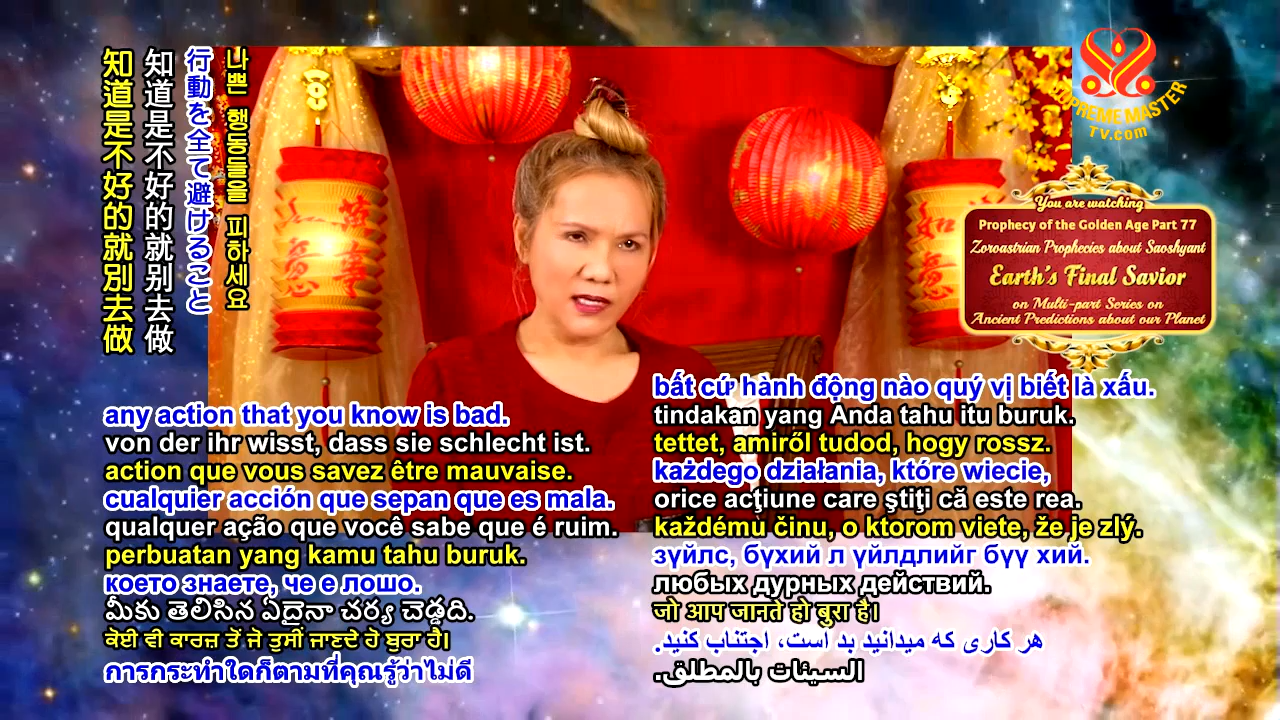 知道是不好的就別去做
知道是不好的就别去做
行動を全て避けること
나쁜 행동들을 피하세요
SUPREME MASTER
TV.com
You are watching
Prophecy of the Golden Age Part 77
Zoroastrian Prophecies about Saoshyant
Earth's Final Savior
on Multi-part Series on
Ancient Predictions about our Planet
any action that you know is bad.
von der ihr wisst, dass sie schlecht ist.
action que vous savez être mauvaise.
cualquier acción que sepan que es mala.
qualquer ação que você sabe que é ruim.
perbuatan yang kamu tahu buruk.
което знаете, че е лошо.
మీకు తెలిసిన ఏదైనా చర్య చెడ్డది.
ਕੋਈ ਵੀ ਕਾਰਜ਼ ਤੋਂ ਜੋ ਤੁਸੀਂ ਜਾਣਦੇ ਹੋ ਬੁਰਾ ਹੈ।
การกระทำใดก็ตามที่คุณรู้ว่าไม่ดี
bất cứ hành động nào quý vị biết là xấu.
tindakan yang Anda tahu itu buruk.
tettet, amiről tudod, hogy rossz.
każdego działania, które wiecie,
orice acţiune care ştiţi că este rea.
každému činu, o ktorom viete, že je zlý.
зүйлс, бүхий л үйлдлийг бүү хий.
любых дурных действий.
जो आप जानते हो बुरा है।
هر کاری که میدانید بد است، اجتناب کنید.
السيئات بالمطلق.